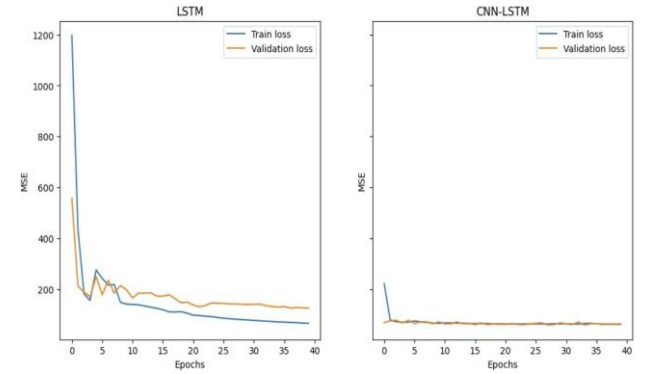 LSTM
1200
1000
800
600
400
200
MSE
0 5 10 15 20 25 30 35 40
Epochs
Train loss
Validation loss
CNN-LSTM
MSE
0 5 10 15 20 25 30 35 40
Epochs
Train loss
Validation loss